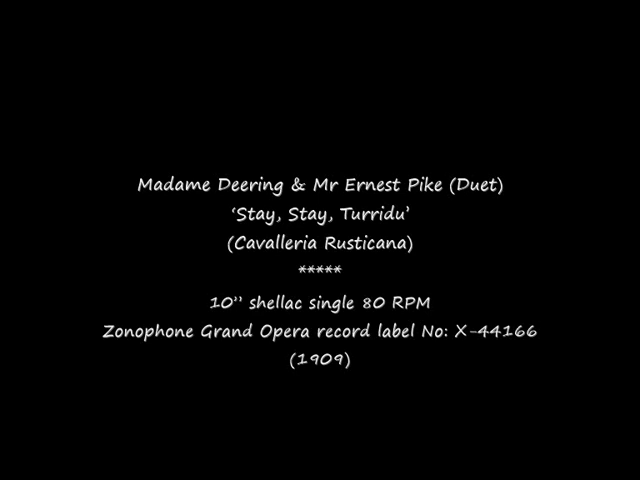 Madame Deering & Mr Ernest Pike (Duet)
‘Stay, Stay, Turridu’
(Cavalleria Rusticana)
*****
10” shellac single 80 RPM
Zonophone Grand Opera record label No: X-44166
(1909)